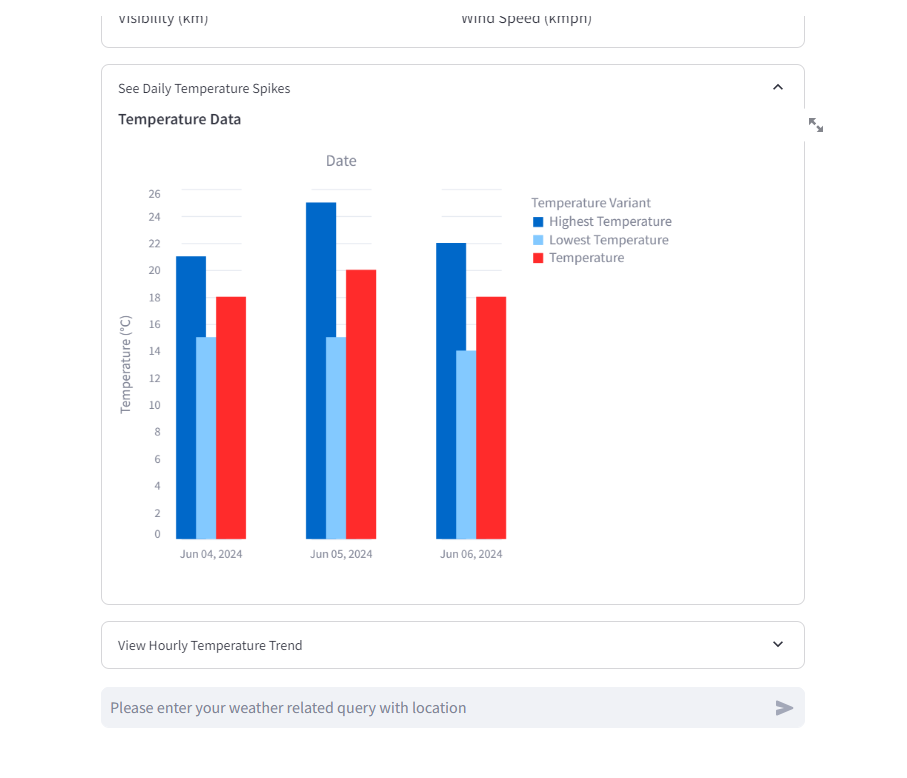 Visibility (km) Wind Speed (kmph)
See Daily Temperature Spikes
Temperature Data
Date
26
24
22
20
18
16
14
12
10
8
6
4
2
0
Temperature (°C)
Jun 04, 2024 Jun 05, 2024 Jun 06, 2024
Temperature Variant
Highest Temperature
Lowest Temperature
Temperature
View Hourly Temperature Trend
Please enter your weather related query with location